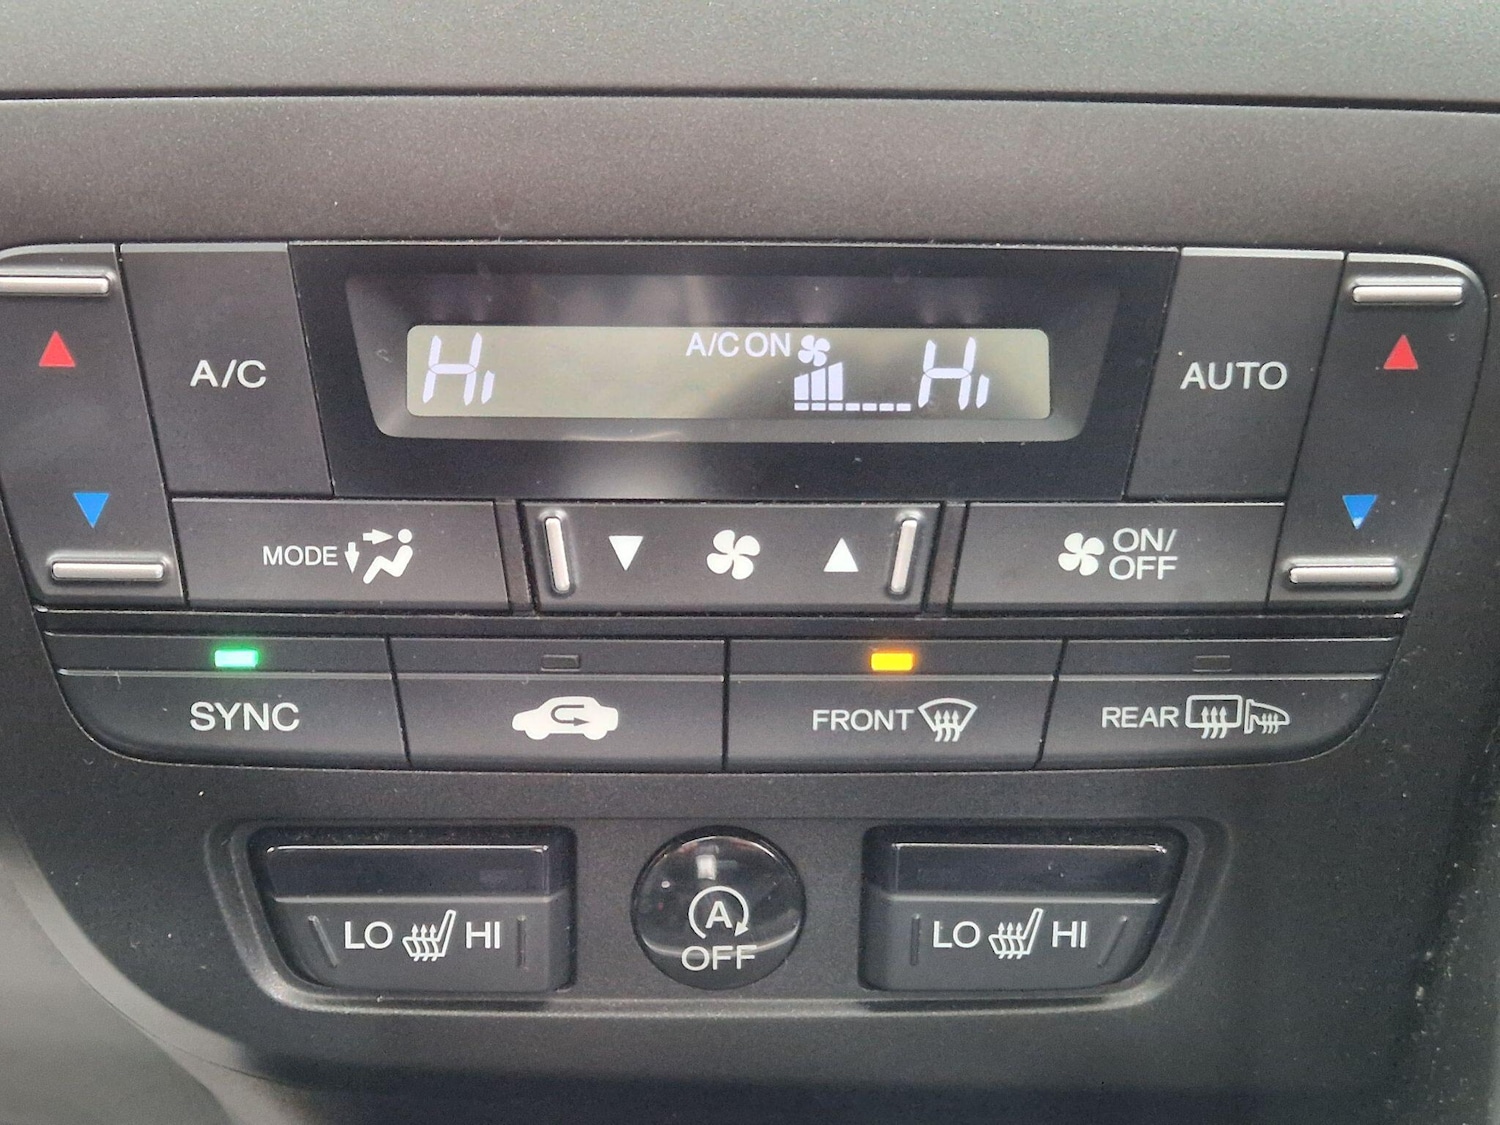 Hi A/C ON Hi
A/C
AUTO
MODE
ON/
OFF
SYNC
FRONT
REAR
LO HI
A
OFF
LO HI